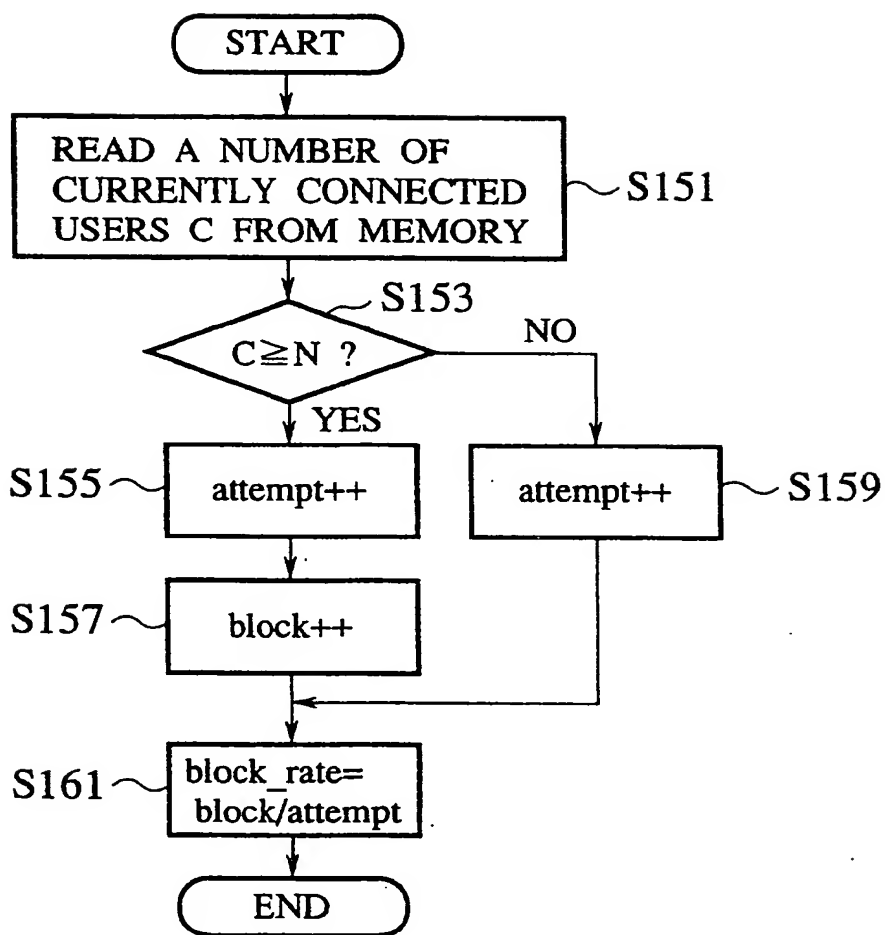 START
READ A NUMBER OF
CURRENTLY CONNECTED
USERS C FROM MEMORY
S151
S153
C≧N ?
NO
YES
S155
attempt++
attempt++
S159
S157
block++
S161
block_rate=
block/attempt
END